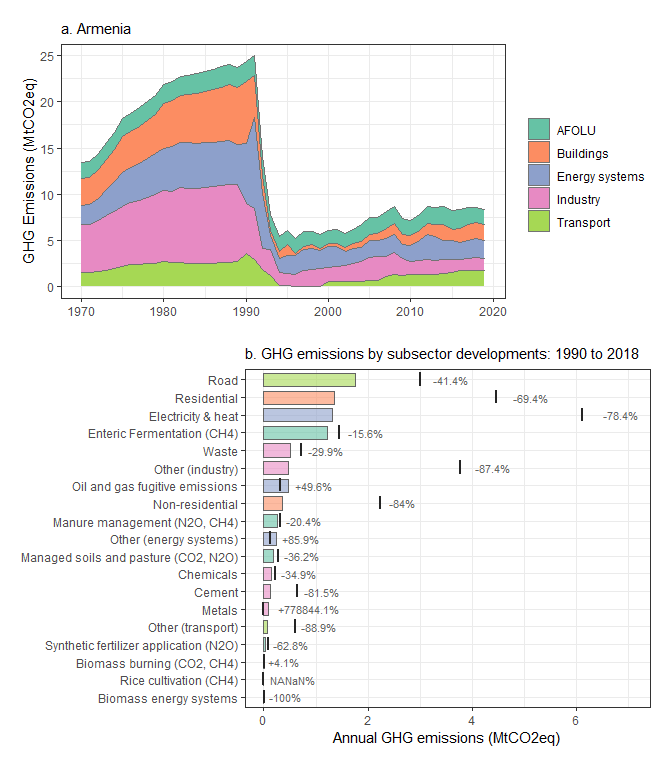 a. Armenia
GHG Emissions (MtCO2eq)
25
20
15
10
5
0
1970
1980
1990
2000
2010
2020
AFOLU
Buildings
Energy systems
Industry
Transport
b. GHG emissions by subsector developments: 1990 to 2018
Road -41.4%
Residential -69.4%
Electricity & heat -78.4%
Enteric Fermentation (CH4) -15.6%
Waste -29.9%
Other (industry) -87.4%
Oil and gas fugitive emissions +49.6%
Non-residential -84%
Manure management (N2O, CH4) -20.4%
Other (energy systems) +85.9%
Managed soils and pasture (CO2, N2O) -36.2%
Chemicals -34.9%
Cement -81.5%
Metals +778844.1%
Other (transport) -88.9%
Synthetic fertilizer application (N2O) -62.8%
Biomass burning (CO2, CH4) +4.1%
Rice cultivation (CH4) NANaN%
Biomass energy systems -100%
0
2
4
6
Annual GHG emissions (MtCO2eq)